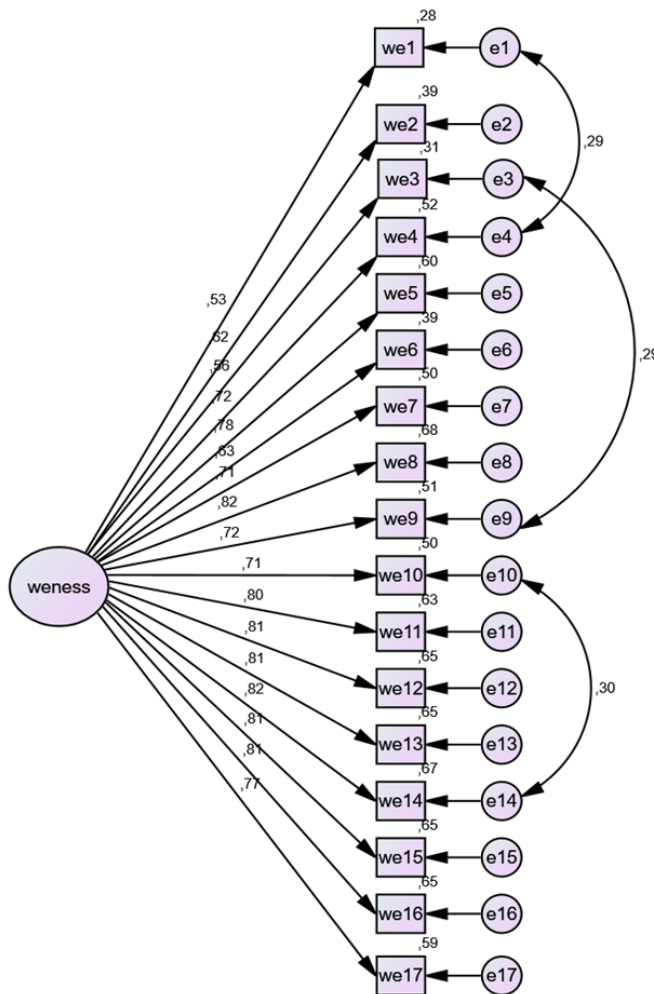 ,28
we1 e1
,39
we2 e2
,29
,31
we3 e3
,52
we4 e4
,60
,53
we5 e5
,62
,39
we6 e6
,29
,56
,50
,72
we7 e7
,78
,68
,63
we8 e8
,71
,51
,82
we9 e9
,72
,50
,71
we10 e10
weness
,63
,80
we11 e11
,81
,65
we12 e12
,30
,81
,65
,82
we13 e13
,81
,67
,81
we14 e14
,77
,65
we15 e15
,65
we16 e16
,59
we17 e17